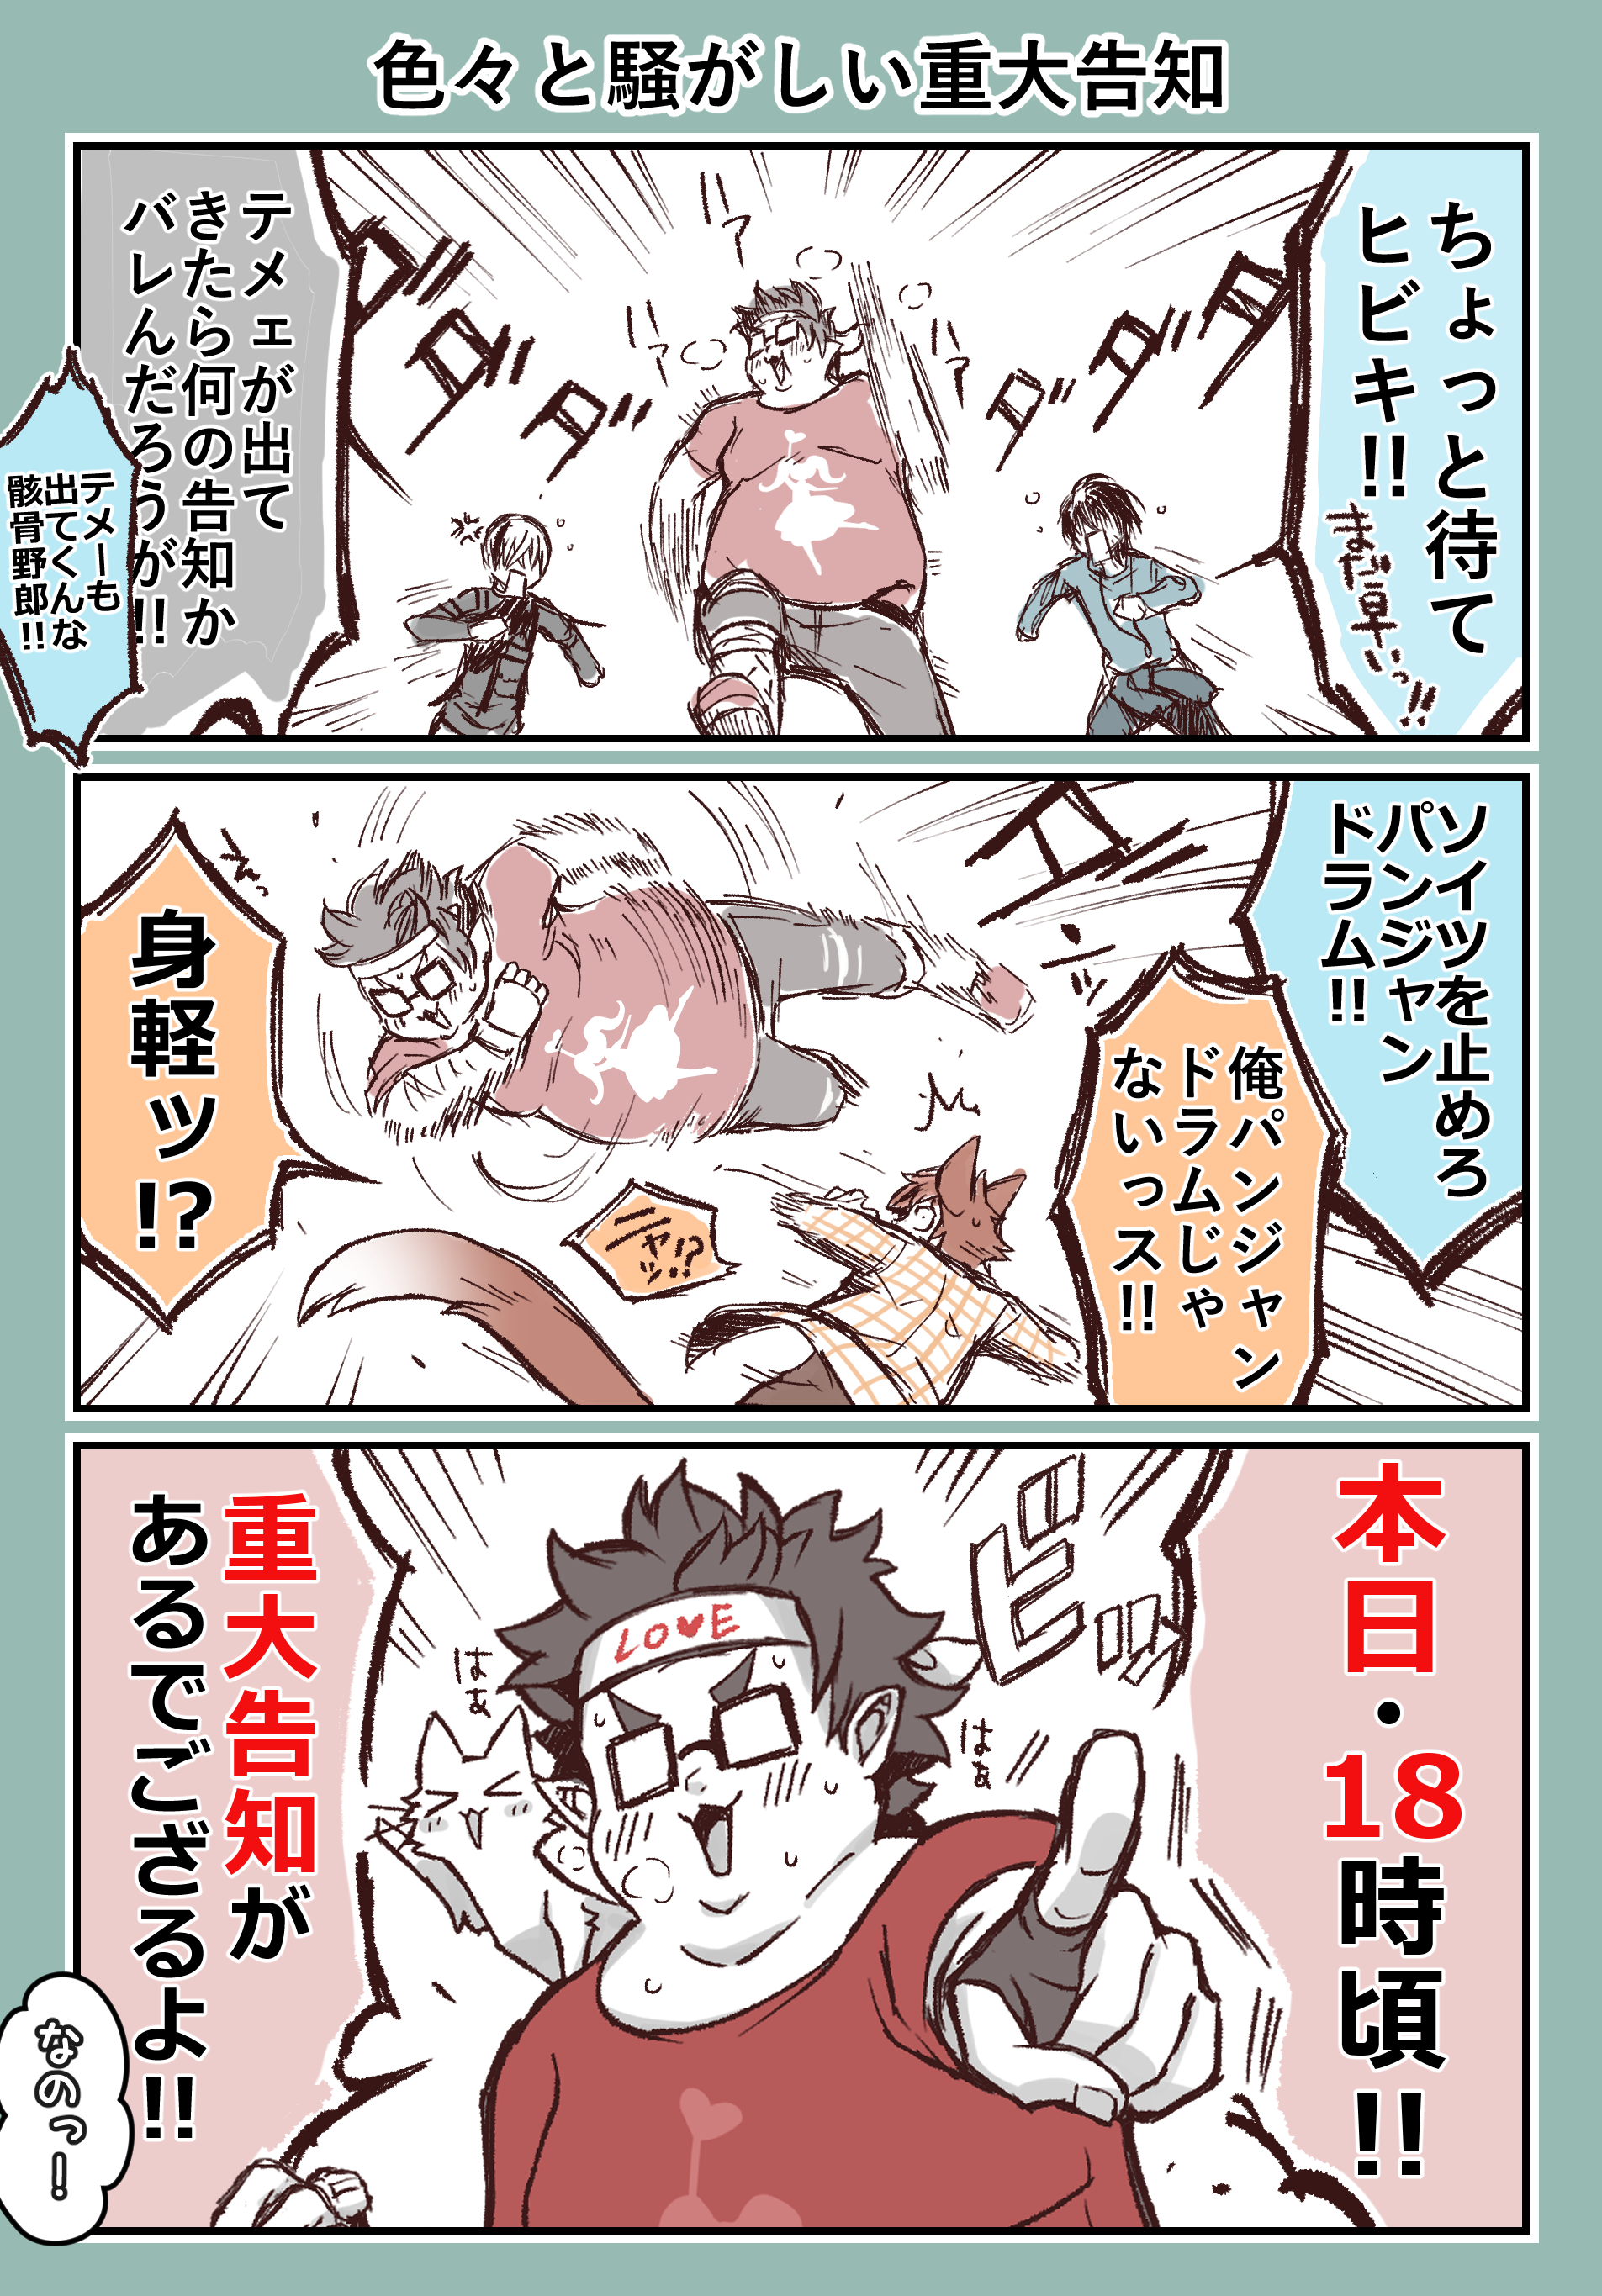 色々と騒がしい重大告知
ちょっと待て
ヒビキ!!
まだ早いっ!!
ハァ
ハァ
ハァ
ダダダ
ダダダ
テメェが出て
きたら何の告知か
バレんだろうが!!
テメーも
出てくんな
骸骨野郎!!
ソイツを止めろ
パンジャン
ドラム!!
俺パンジャン
ドラムじゃ
ないっス!!
ダンッ
ニャッ!?
身軽ッ!?
本日・18時頃!!
ビシッ
LOVE
はぁ
はぁ
重大告知が
あるでござるよ!!
なのっ!